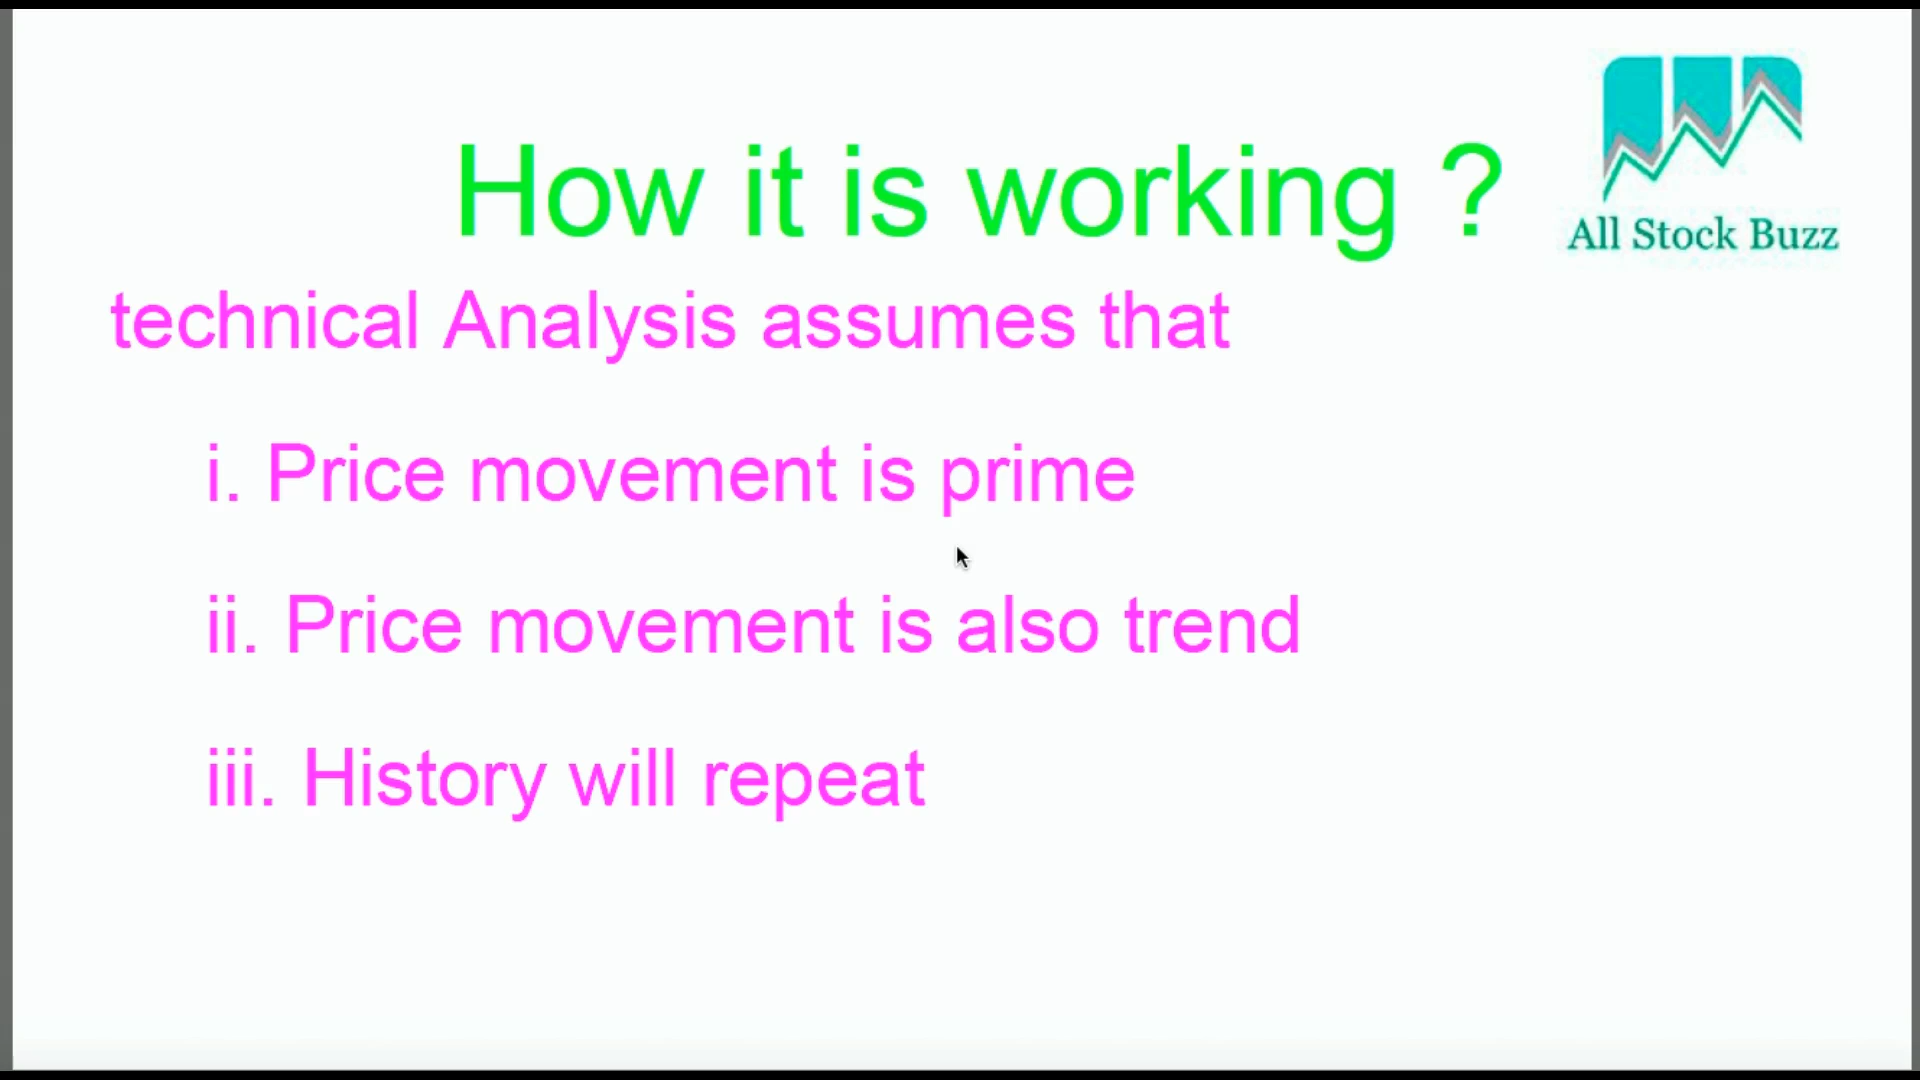 How it is working ?
All Stock Buzz
technical Analysis assumes that
i. Price movement is prime
ii. Price movement is also trend
iii. History will repeat